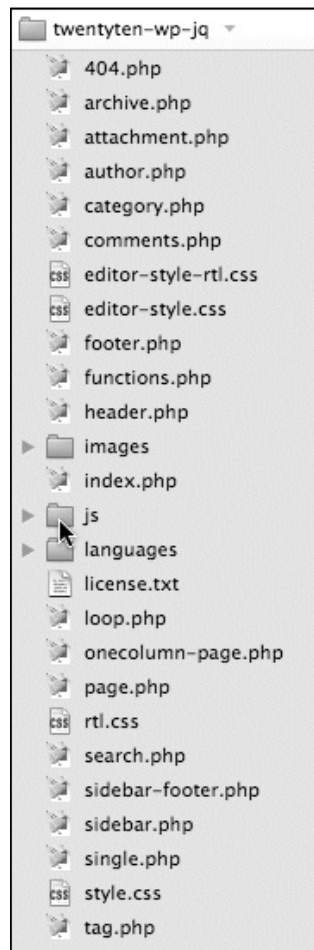 twentyten-wp-jq
404.php
archive.php
attachment.php
author.php
category.php
comments.php
editor-style-rtl.css
editor-style.css
footer.php
functions.php
header.php
images
index.php
js
languages
license.txt
loop.php
onecolumn-page.php
page.php
rtl.css
search.php
sidebar-footer.php
sidebar.php
single.php
style.css
tag.php